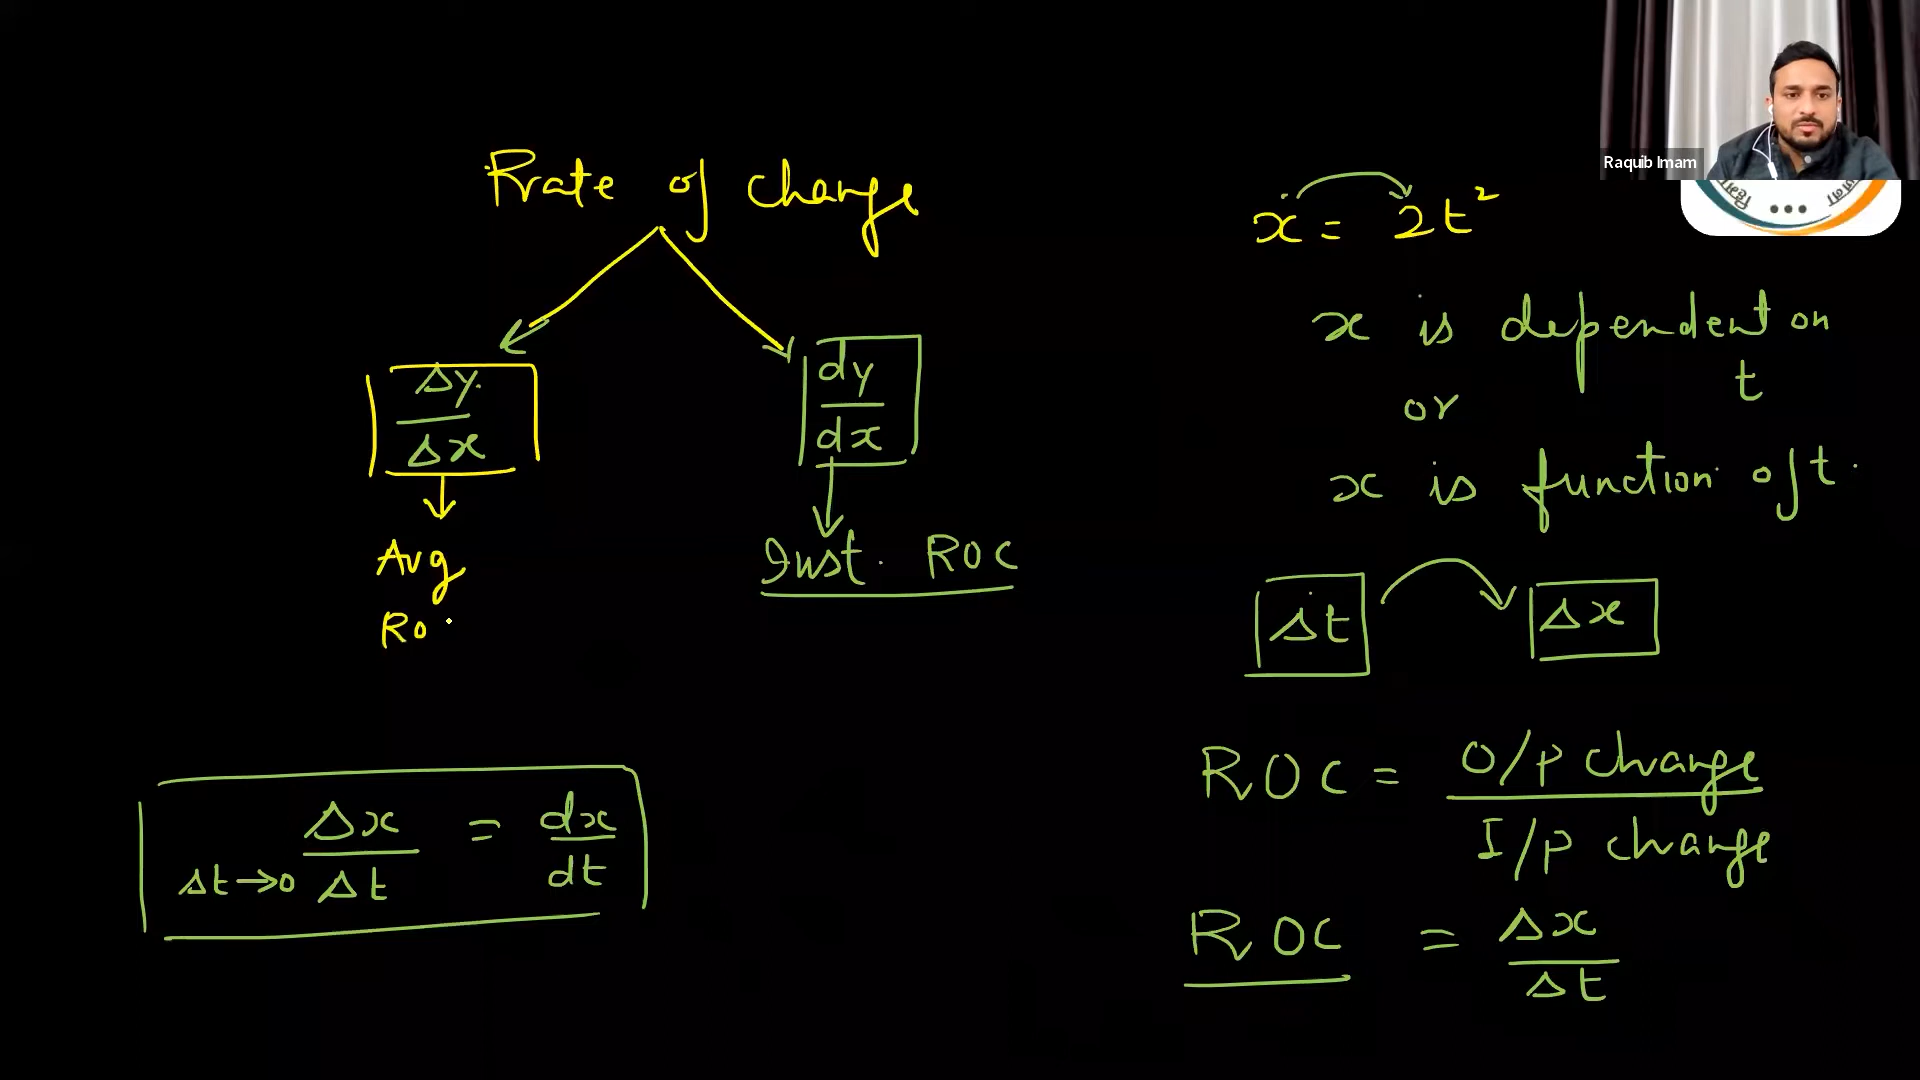 Rate of change
Δy
Δx
Avg
Ro
dy
dx
Inst. ROC
Δx
Δt→0 Δt
=
dx
dt
x = 2t²
x is dependent on
t
or
x is function of t.
Δt
Δx
ROC = O/P change
I/P change
ROC = Δx
Δt
Raquib Imam